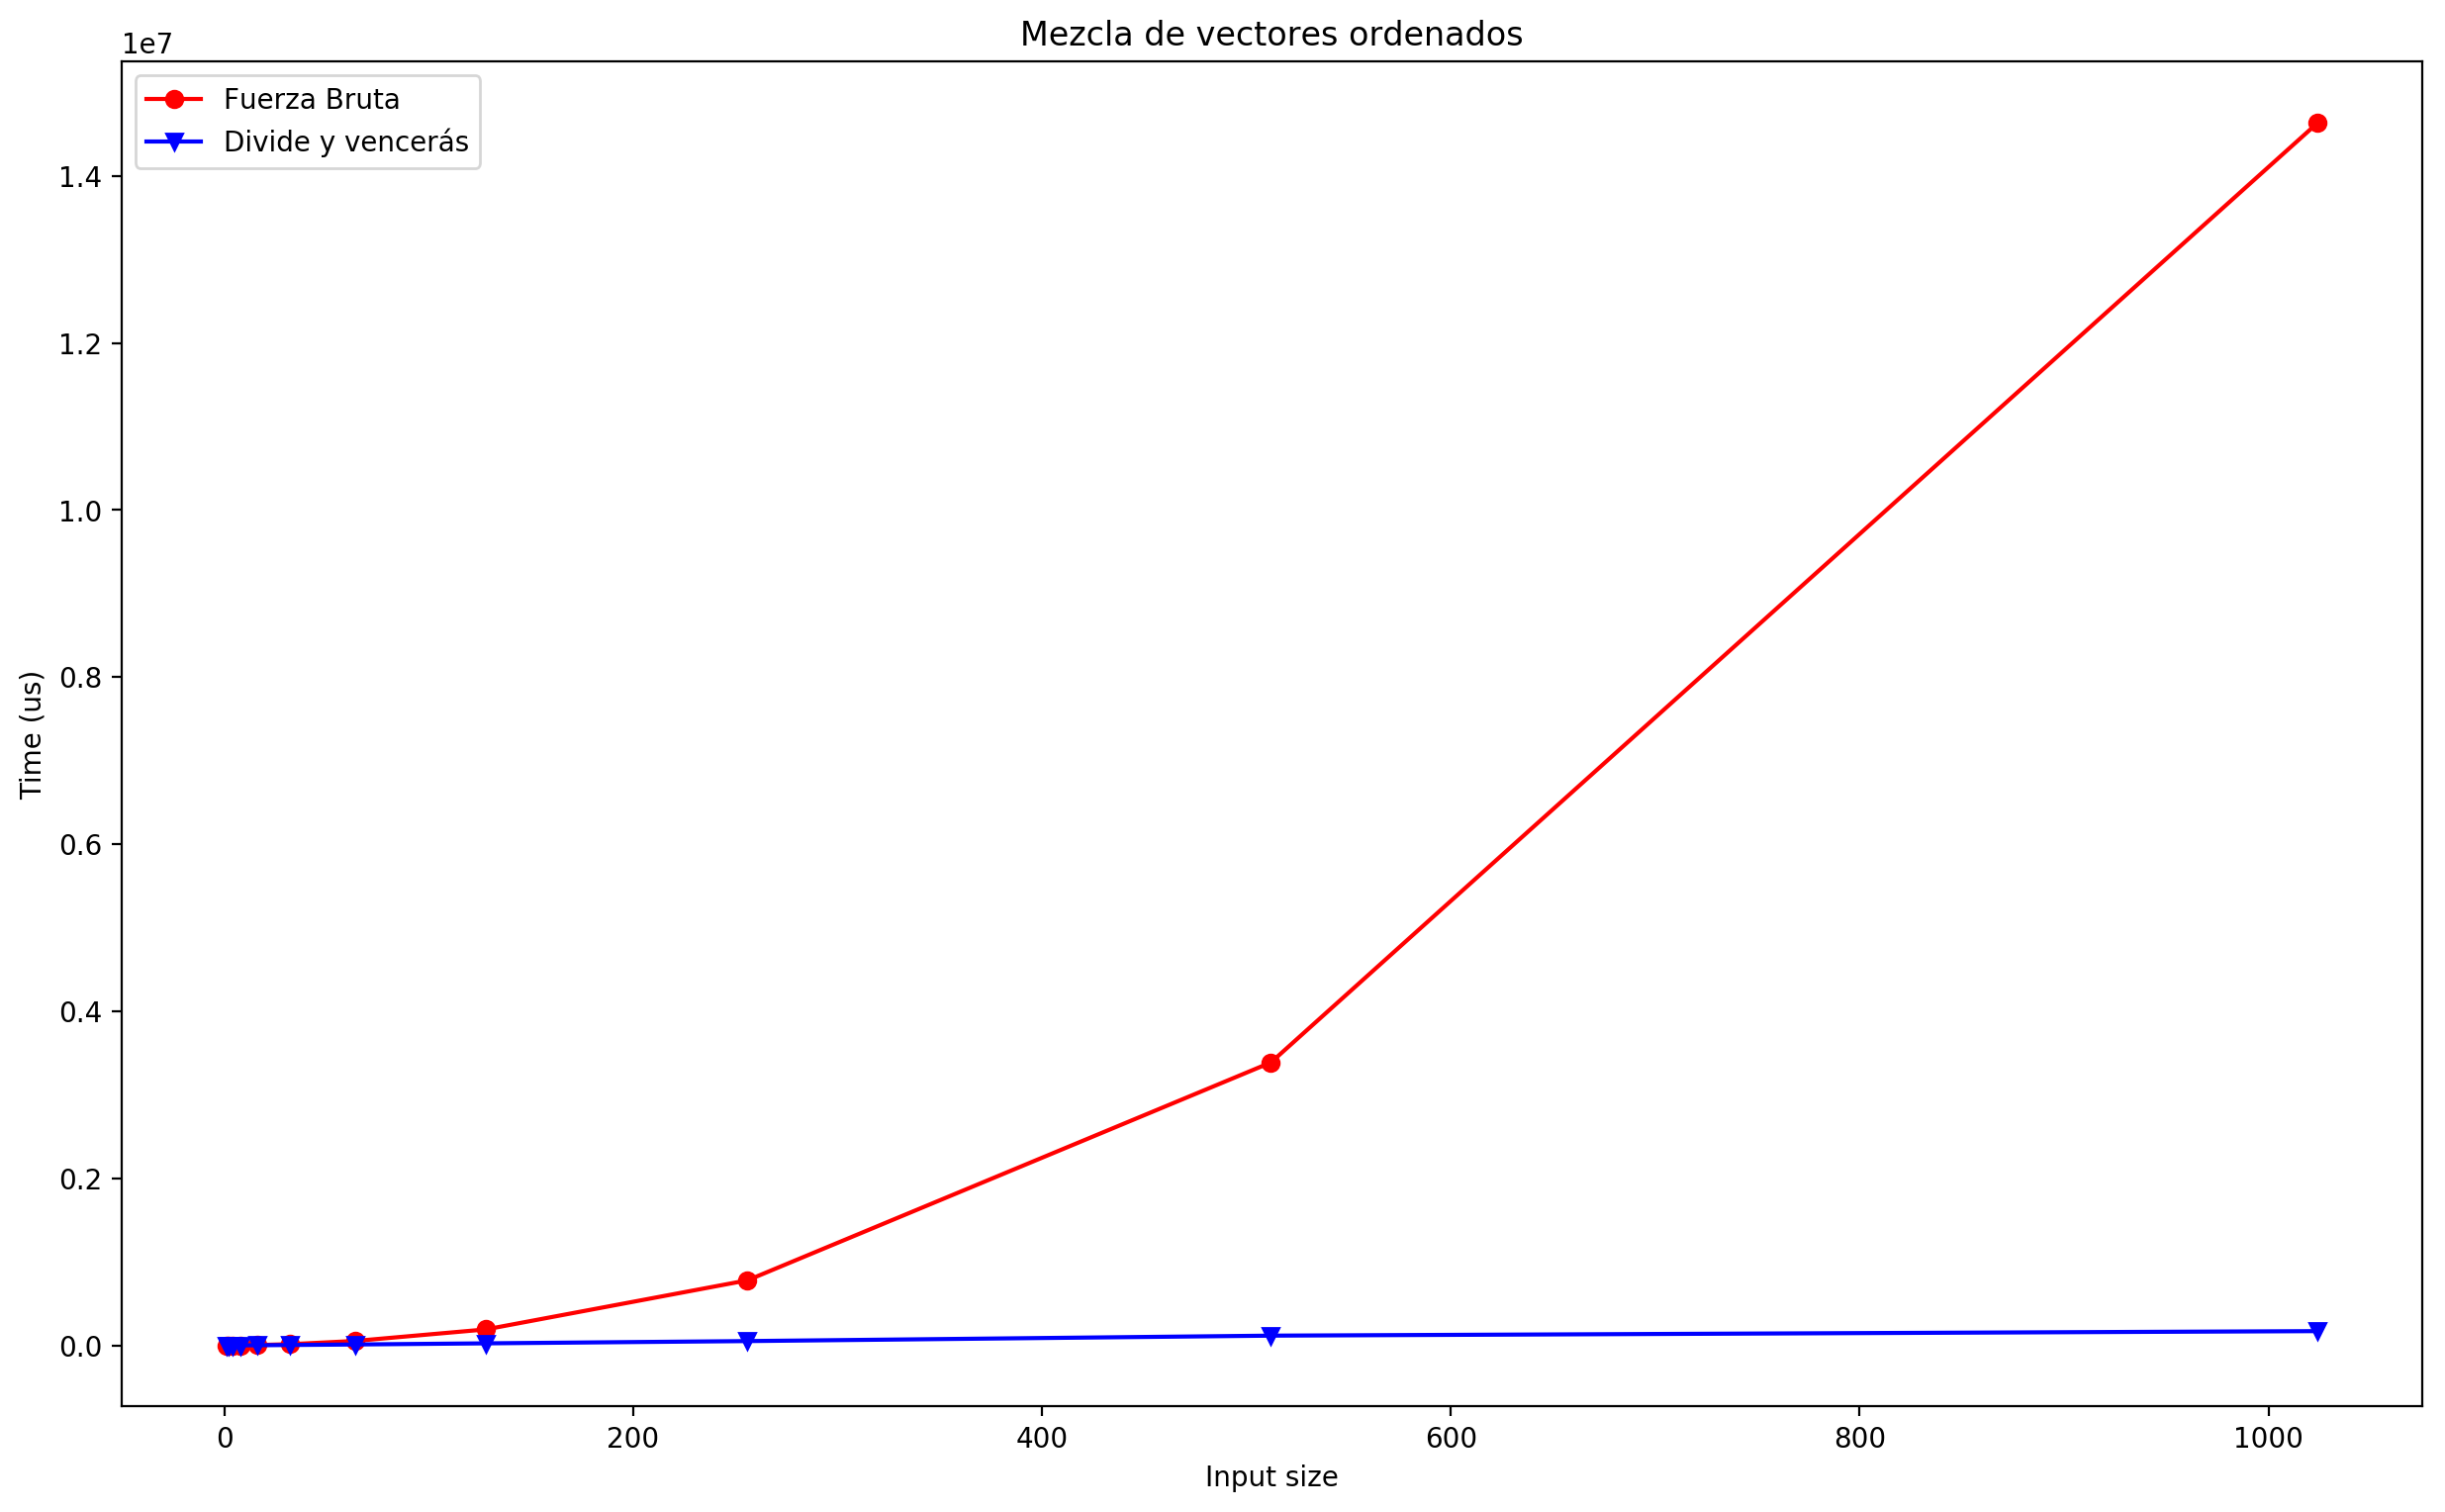 Mezcla de vectores ordenados
1e7
Fuerza Bruta
Divide y vencerás
1.4
1.2
1.0
0.8
0.6
0.4
0.2
0.0
Time (us)
0 200 400 600 800 1000
Input size